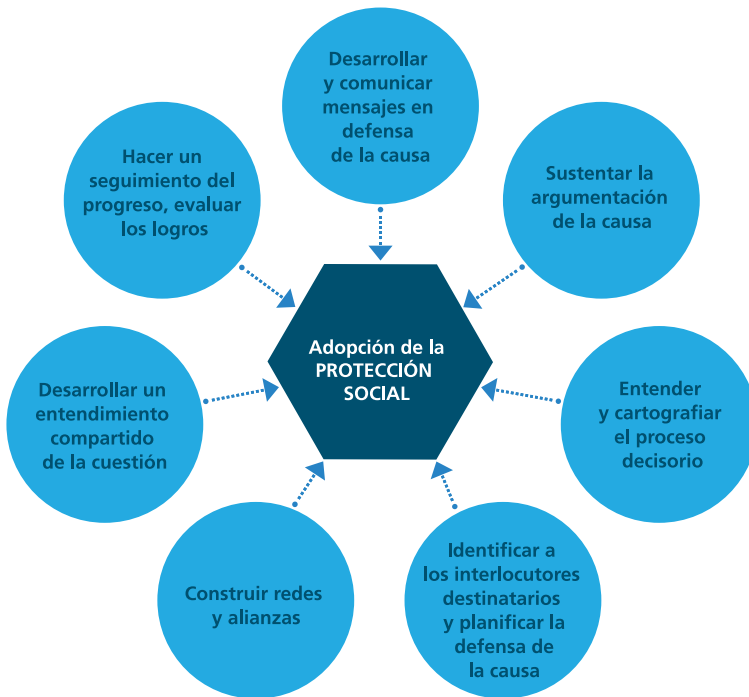 Desarrollar
y comunicar
mensajes en
defensa
de la causa
Sustentar la
argumentación
de la causa
Entender
y cartografiar
el proceso
decisorio
Identificar a
los interlocutores
destinatarios
y planificar la
defensa de
la causa
Construir redes
y alianzas
Desarrollar un
entendimiento
compartido
de la cuestión
Hacer un
seguimiento del
progreso, evaluar
los logros
Adopción de la
PROTECCIÓN
SOCIAL